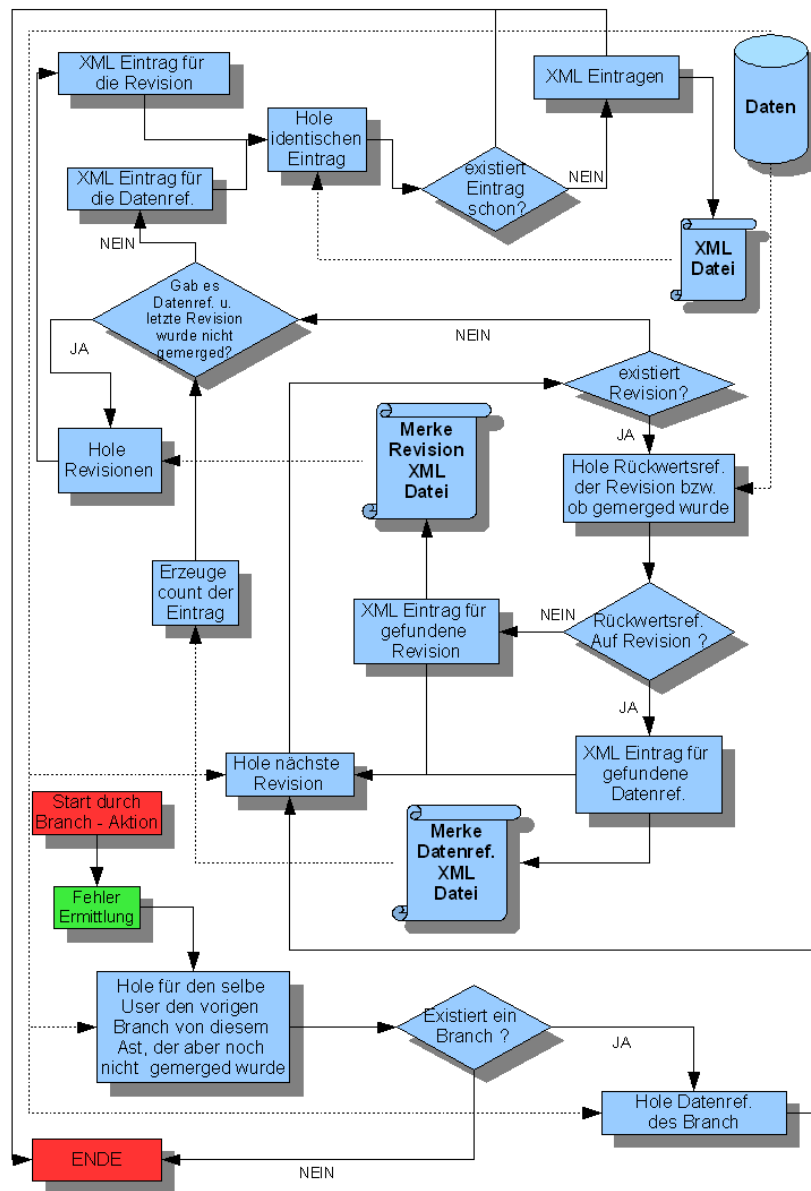 XML Eintrag für
die Revision
XML Eintragen
Daten
Hole
identischen
Eintrag
existiert
Eintrag
schon?
NEIN
XML Eintrag für
die Datenref.
NEIN
XML
Datei
Gab es
Datenref. u.
letzte Revision
wurde nicht
gemerged?
JA
NEIN
existiert
Revision?
JA
Hole
Revisionen
Merke
Revision
XML
Datei
Hole Rückwertsref.
der Revision bzw.
ob gemerged wurde
Erzeuge
count der
Eintrag
XML Eintrag für
gefundene
Revision
NEIN
Rückwertsref.
Auf Revision ?
JA
Hole nächste
Revision
XML Eintrag für
gefundene
Datenref.
Start durch
Branch - Aktion
Merke
Datenref.
XML
Datei
Fehler
Ermittlung
Hole für den selbe
User den vorigen
Branch von diesem
Ast, der aber noch
nicht gemerged wurde
Existiert ein
Branch ?
JA
Hole Datenref.
des Branch
ENDE
NEIN